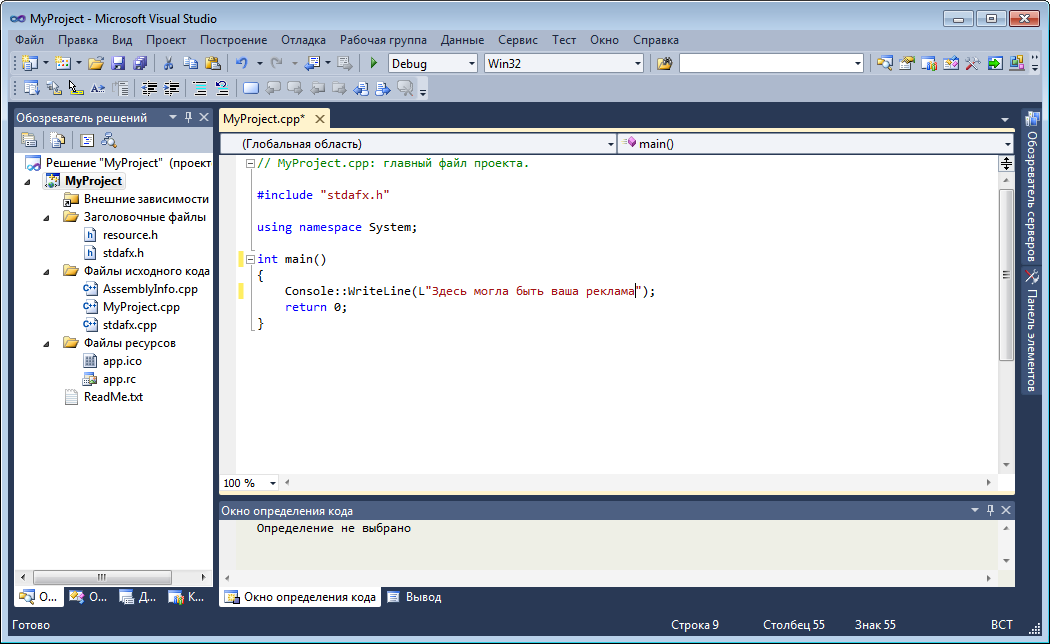 MyProject - Microsoft Visual Studio
Файл Правка Вид Проект Построение Отладка Рабочая группа Данные Сервис Тест Окно Справка
Debug Win32
Обозреватель решений
Решение "MyProject" (проект
MyProject
Внешние зависимости
Заголовочные файлы
resource.h
stdafx.h
Файлы исходного кода
AssemblyInfo.cpp
MyProject.cpp
stdafx.cpp
Файлы ресурсов
app.ico
app.rc
ReadMe.txt
О... О... Д... К...
MyProject.cpp*
(Глобальная область) main()
// MyProject.cpp: главный файл проекта.
#include "stdafx.h"
using namespace System;
int main()
{
Console::WriteLine(L"Здесь могла быть ваша реклама");
return 0;
}
100 %
Окно определения кода
Определение не выбрано
Окно определения кода Вывод
Обозреватель серверов
Панель элементов
Готово Строка 9 Столбец 55 Знак 55 ВСТ